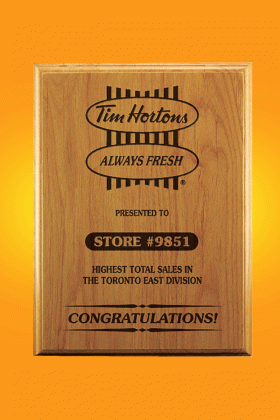 Tim Hortons
ALWAYS FRESH
®
PRESENTED TO
STORE #9851
HIGHEST TOTAL SALES IN
THE TORONTO EAST DIVISION
CONGRATULATIONS!